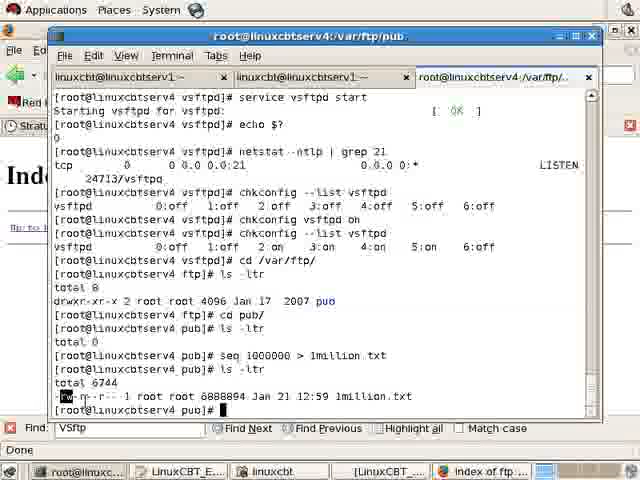 Applications Places System
root@linuxcbtserv4:/var/ftp/pub
File Edit View Terminal Tabs Help
linuxcbt@linuxcbtserv1:~
linuxcbt@linuxcbtserv1:~
root@linuxcbtserv4:/var/ftp/..
[root@linuxcbtserv4 vsftpd]# service vsftpd start
Starting vsftpd for vsftpd: [ OK ]
[root@linuxcbtserv4 vsftpd]# echo $?
0
[root@linuxcbtserv4 vsftpd]# netstat -ntlp | grep 21
tcp 0 0 0.0.0.0:21 0.0.0.0:* LISTEN
24713/vsftpd
[root@linuxcbtserv4 vsftpd]# chkconfig --list vsftpd
vsftpd 0:off 1:off 2:off 3:off 4:off 5:off 6:off
[root@linuxcbtserv4 vsftpd]# chkconfig vsftpd on
[root@linuxcbtserv4 vsftpd]# chkconfig --list vsftpd
vsftpd 0:off 1:off 2:on 3:on 4:on 5:on 6:off
[root@linuxcbtserv4 vsftpd]# cd /var/ftp/
[root@linuxcbtserv4 ftp]# ls -ltr
total 8
drwxr-xr-x 2 root root 4096 Jan 17 2007 pub
[root@linuxcbtserv4 ftp]# cd pub/
[root@linuxcbtserv4 pub]# ls -ltr
total 0
[root@linuxcbtserv4 pub]# seq 1000000 > 1million.txt
[root@linuxcbtserv4 pub]# ls -ltr
total 6744
-rw-r--r-- 1 root root 6888894 Jan 21 12:59 1million.txt
[root@linuxcbtserv4 pub]#
File
Red
Stratu
Inde
Find: VSftp Find Next Find Previous Highlight all Match case
Done
root@linuxc...
LinuxCBT_E...
linuxcbt
[LinuxCBT_...
Index of ftp:...